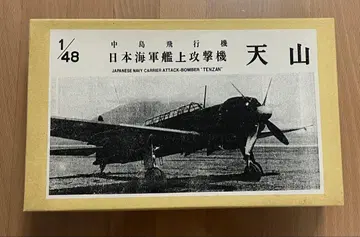 1/48
中島飛行機
日本海軍艦上攻撃機 天山
JAPANESE NAVY CARRIER ATTACK-BOMBER "TENZAN"